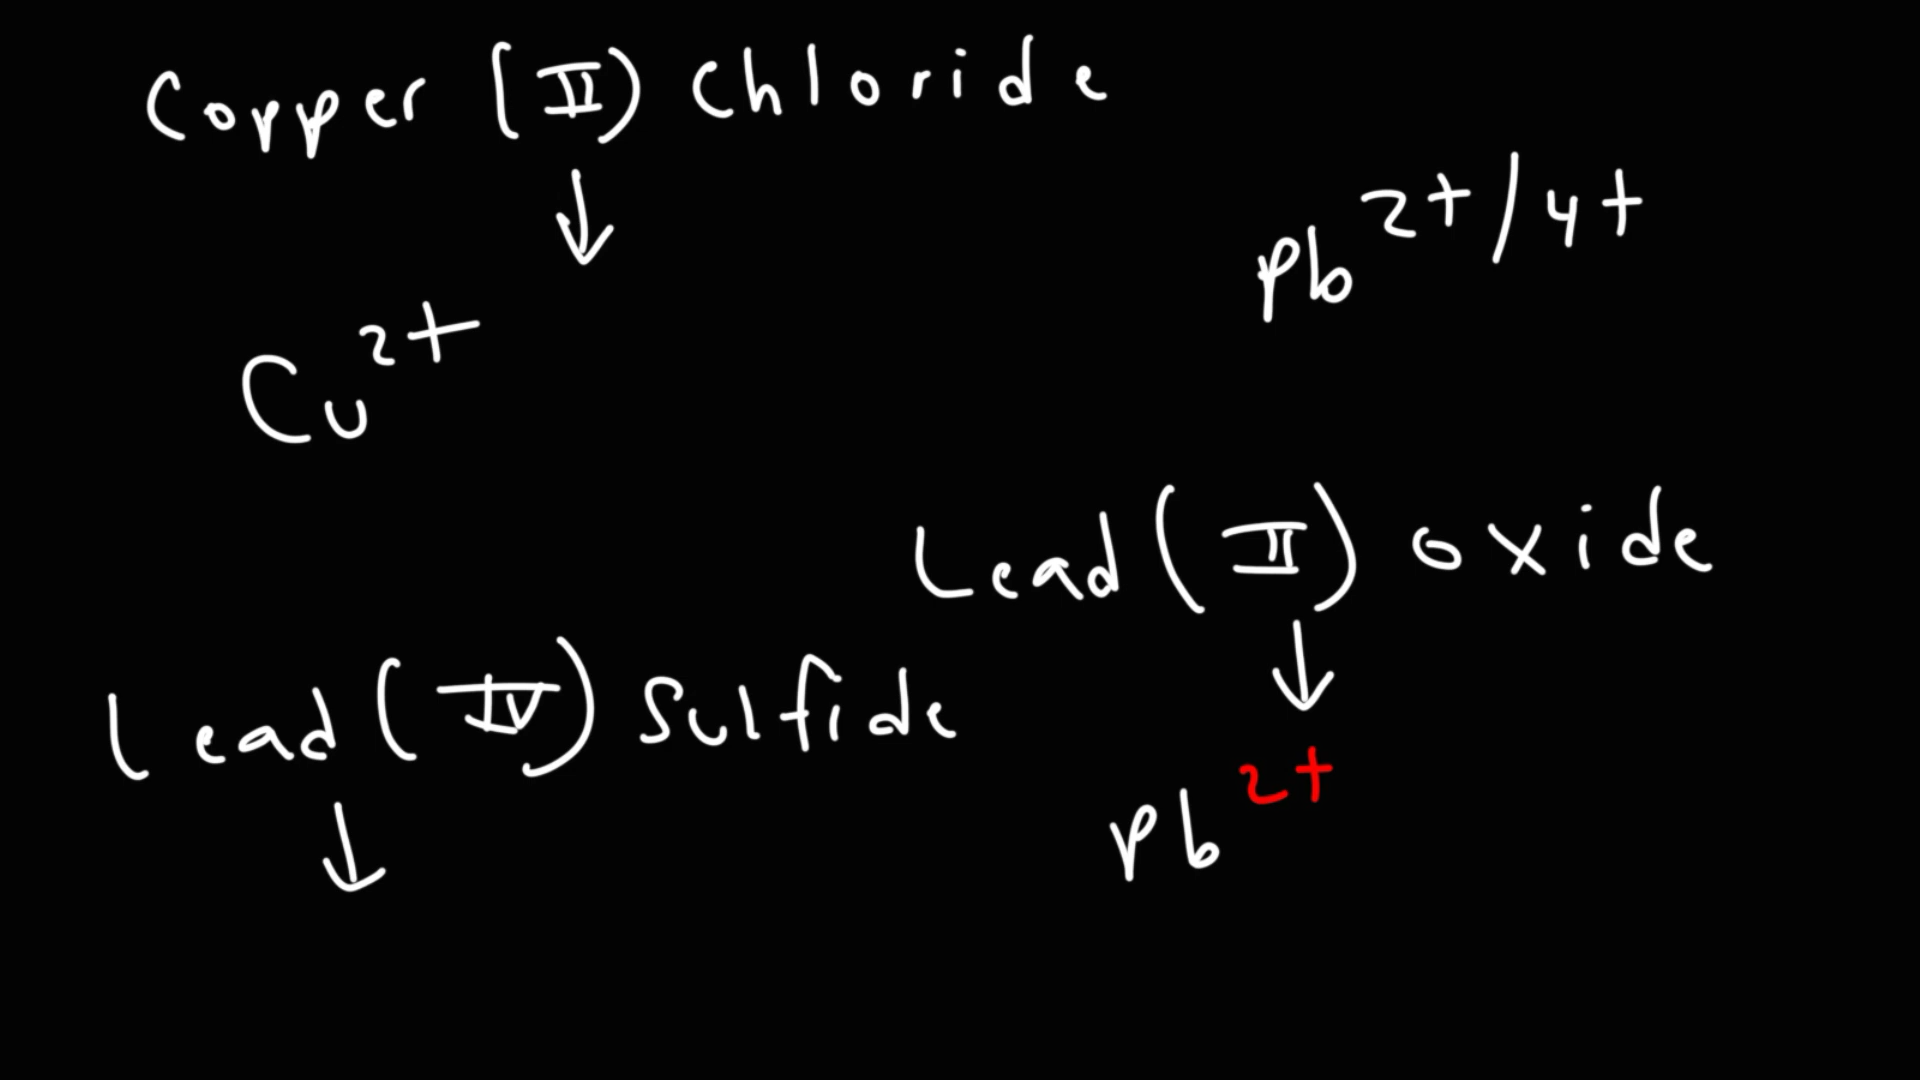 Copper (II) Chloride
Cu²⁺
Pb²⁺/⁴⁺
Lead (II) oxide
Pb²⁺
Lead (IV) Sulfide